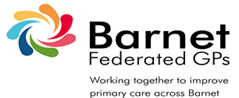 Barnet
Federated GPs
Working together to improve
primary care across Barnet